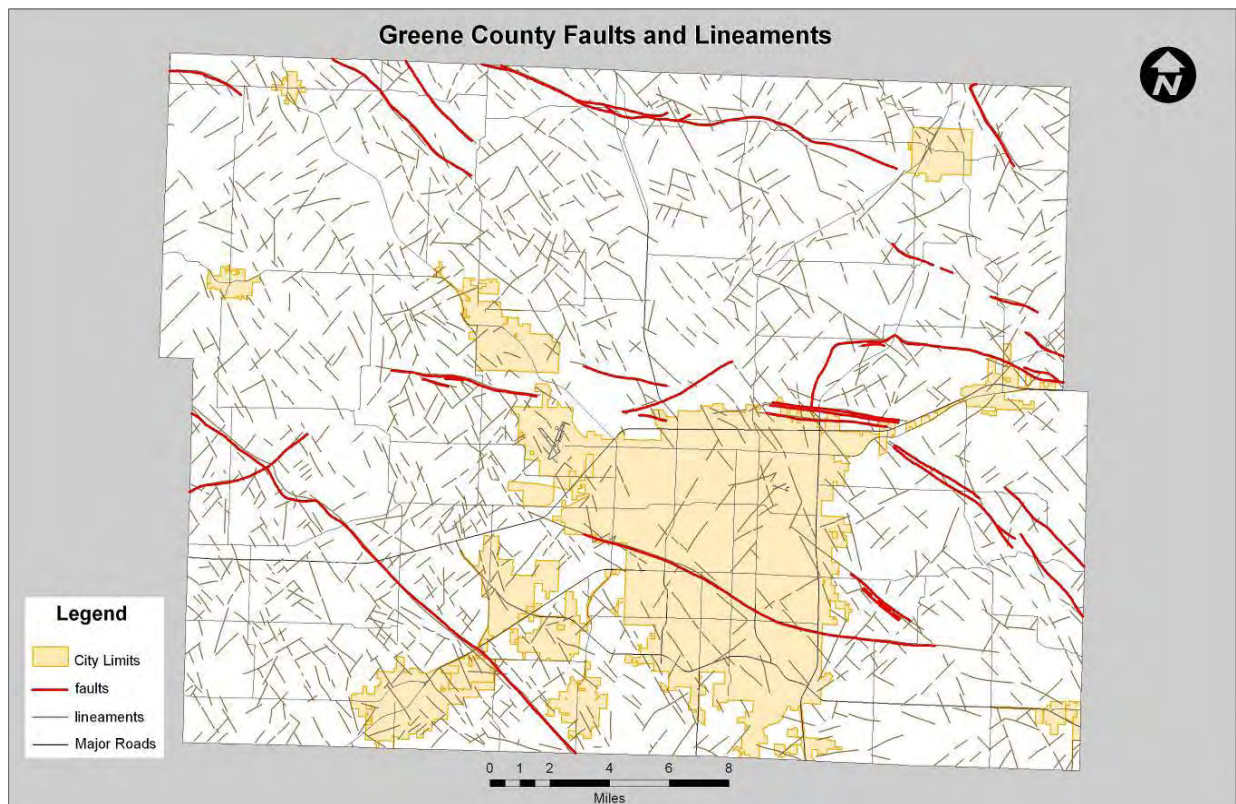 Greene County Faults and Lineaments
N
Legend
City Limits
faults
lineaments
Major Roads
0 1 2 4 6 8
Miles